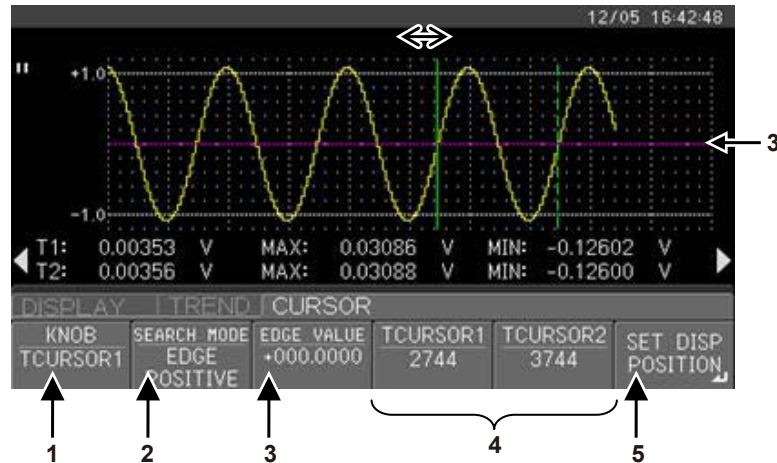 12/05 16:42:48
+1.0
3
-1.0
T1: 0.00353 V MAX: 0.03086 V MIN: -0.12602 V
T2: 0.00356 V MAX: 0.03088 V MIN: -0.12600 V
DISPLAY TREND CURSOR
KNOB SEARCH MODE EDGE VALUE TCURSOR1 TCURSOR2 SET DISP
TCURSOR1 EDGE +000.0000 2744 3744 POSITION
POSITIVE
1 2 3 4 5